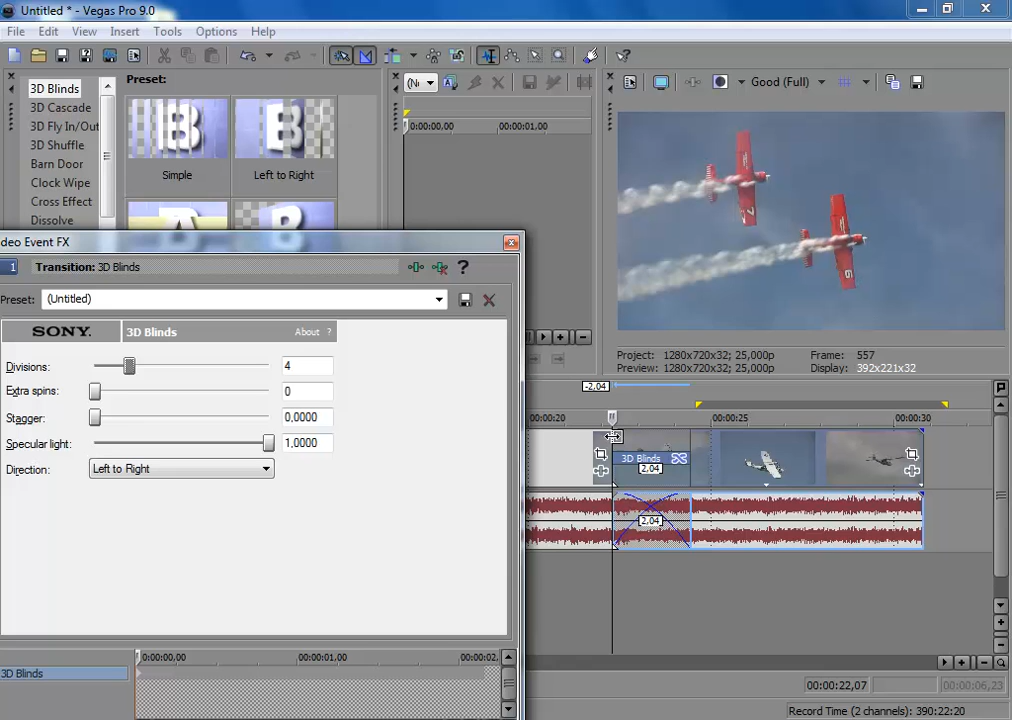 Untitled * - Vegas Pro 9.0
File Edit View Insert Tools Options Help
3D Blinds
3D Cascade
3D Fly In/Out
3D Shuffle
Barn Door
Clock Wipe
Cross Effect
Dissolve
Preset:
Simple
Left to Right
0:00:00,00 00:00:01,00
Good (Full)
Project: 1280x720x32; 25,000p
Preview: 1280x720x32; 25,000p
Frame: 557
Display: 392x221x32
deo Event FX
1 Transition: 3D Blinds
Preset: (Untitled)
SONY. 3D Blinds About ?
Divisions: 4
Extra spins: 0
Stagger: 0,0000
Specular light: 1,0000
Direction: Left to Right
3D Blinds
0:00:00,00 00:00:01,00 00:00:02,
-2,04
00:00:20 00:00:25 00:00:30
3D Blinds
2,04
2,04
00:00:22,07 00:00:06,23
Record Time (2 channels): 390:22:20